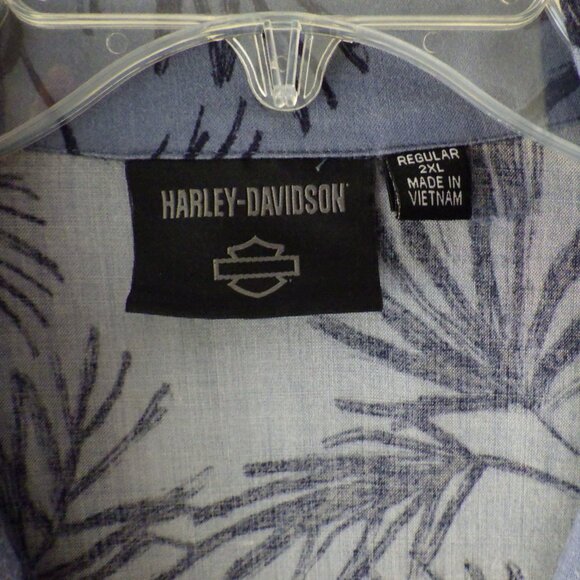 HARLEY-DAVIDSON
REGULAR
2XL
MADE IN
VIETNAM